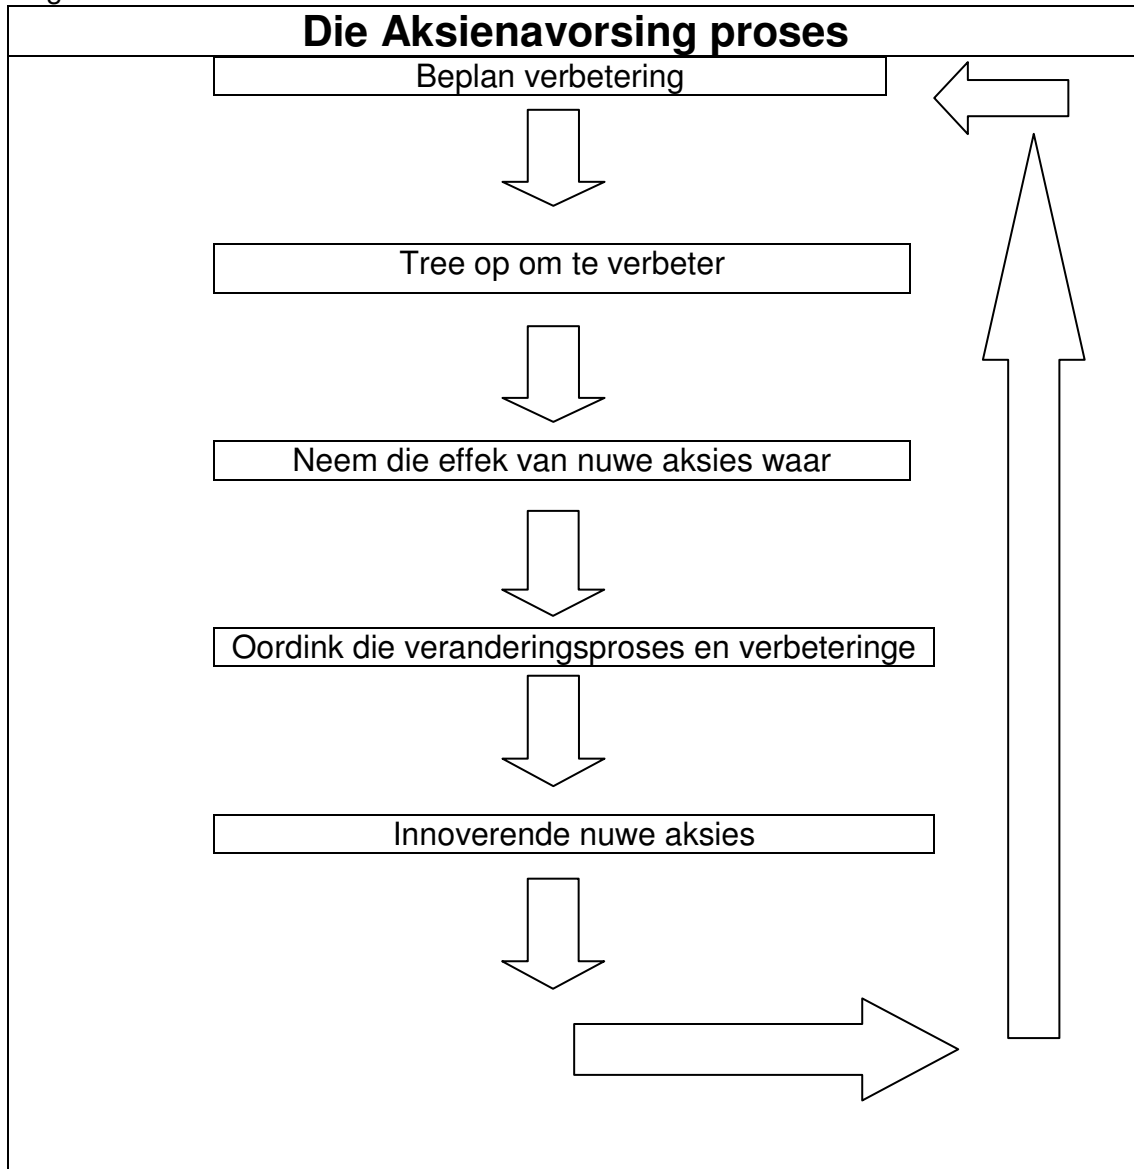 Die Aksienavorsing proses
Beplan verbetering
Tree op om te verbeter
Neem die effek van nuwe aksies waar
Oordink die veranderingsproses en verbeteringe
Innoverende nuwe aksies